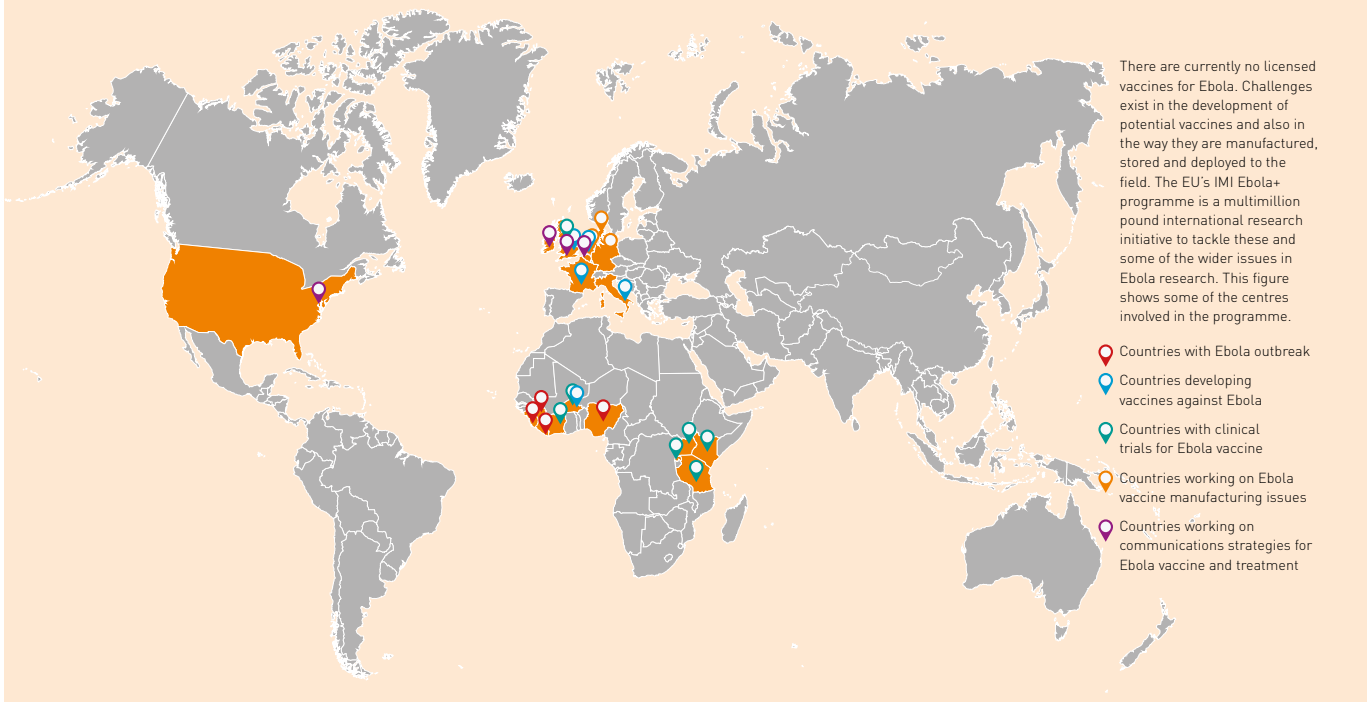 There are currently no licensed
vaccines for Ebola. Challenges
exist in the development of
potential vaccines and also in
the way they are manufactured,
stored and deployed to the
field. The EU's IMI Ebola+
programme is a multimillion
pound international research
initiative to tackle these and
some of the wider issues in
Ebola research. This figure
shows some of the centres
involved in the programme.
Countries with Ebola outbreak
Countries developing
vaccines against Ebola
Countries with clinical
trials for Ebola vaccine
Countries working on Ebola
vaccine manufacturing issues
Countries working on
communications strategies for
Ebola vaccine and treatment